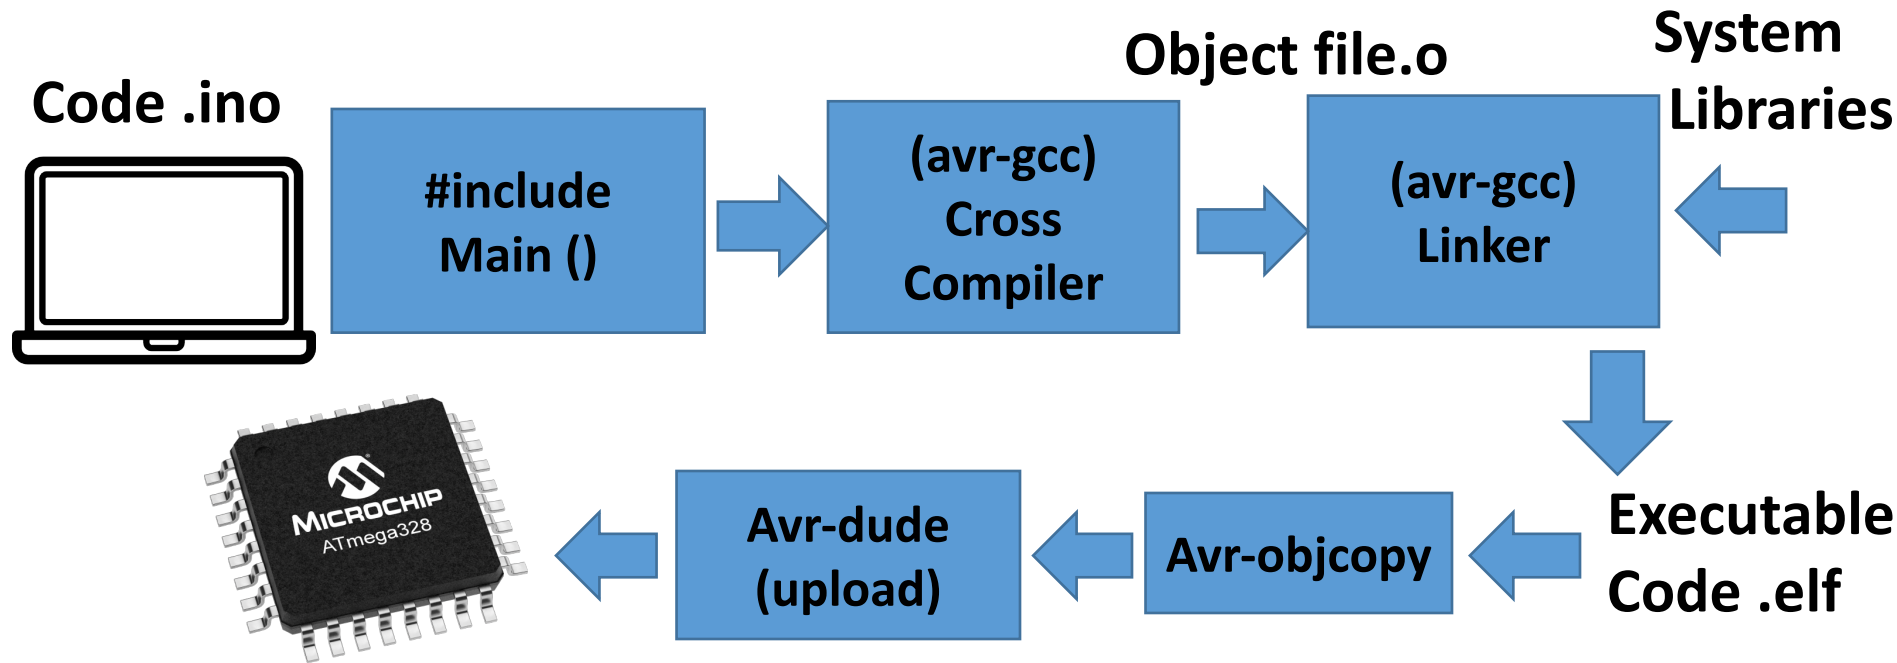 Code .ino
#include
Main ()
(avr-gcc)
Cross
Compiler
Object file.o
(avr-gcc)
Linker
System
Libraries
Executable
Code .elf
Avr-objcopy
Avr-dude
(upload)
MICROCHIP
ATmega328